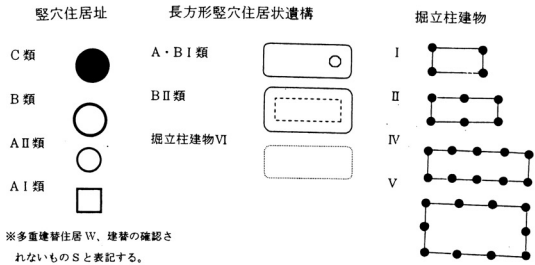 竪穴住居址
C類
B類
AⅡ類
AⅠ類
※多重建替住居W、建替の確認さ
れないものSと表記する。
長方形竪穴住居状遺構
A・BⅠ類
BⅡ類
掘立柱建物Ⅵ
掘立柱建物
Ⅰ
Ⅱ
Ⅳ
Ⅴ